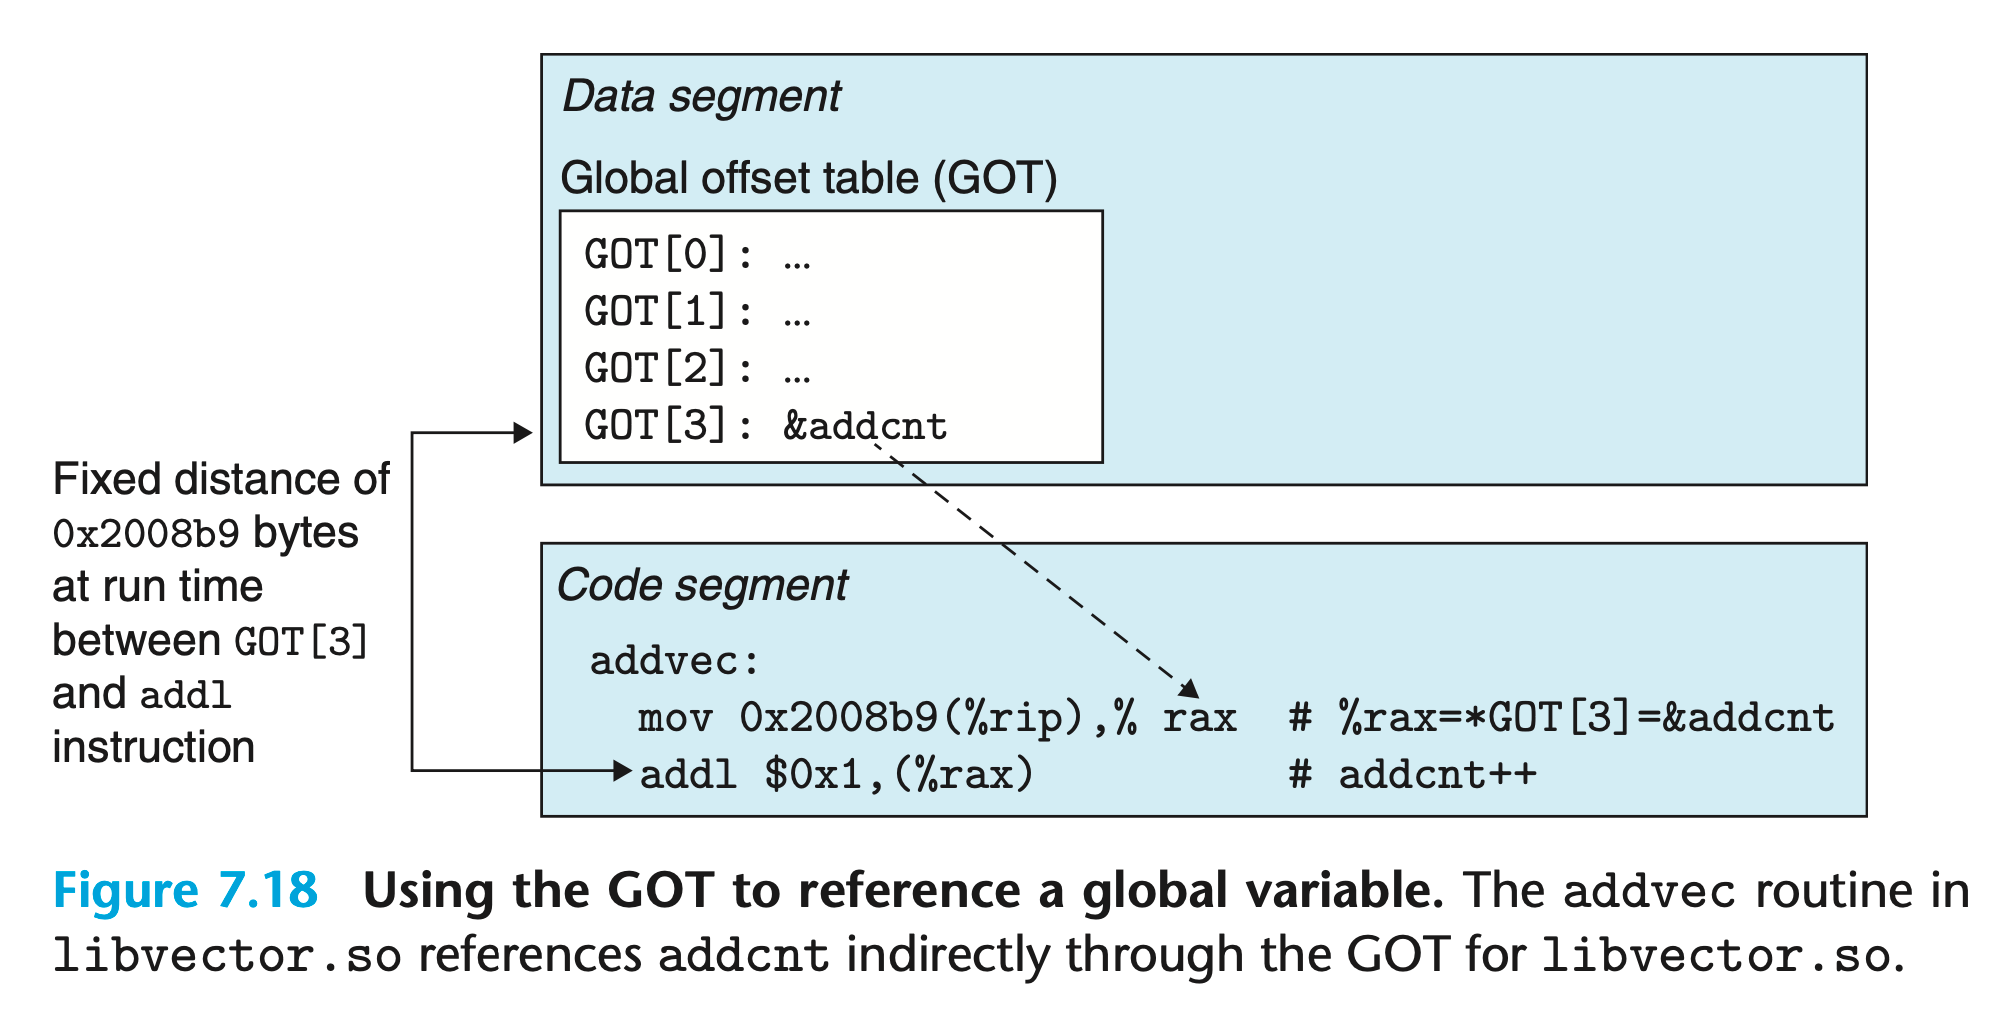 Data segment
Global offset table (GOT)
GOT[0]: …
GOT[1]: …
GOT[2]: …
GOT[3]: &addcnt
Fixed distance of
0x2008b9 bytes
at run time
between GOT[3]
and addl
instruction
Code segment
addvec:
mov 0x2008b9(%rip),% rax # %rax=*GOT[3]=&addcnt
addl $0x1,(%rax) # addcnt++
Figure 7.18 Using the GOT to reference a global variable. The addvec routine in
libvector.so references addcnt indirectly through the GOT for libvector.so.